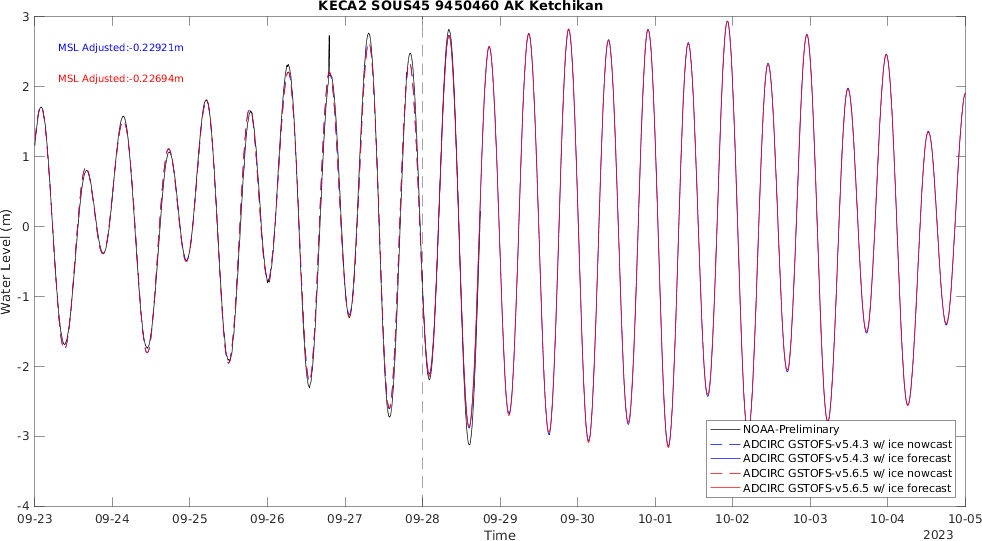 KECA2 SOUS45 9450460 AK Ketchikan
3
MSL Adjusted:-0.22921m
MSL Adjusted:-0.22694m
2
1
0
-1
-2
-3
-4
Water Level (m)
NOAA-Preliminary
ADCIRC GSTOFS-v5.4.3 w/ ice nowcast
ADCIRC GSTOFS-v5.4.3 w/ ice forecast
ADCIRC GSTOFS-v5.6.5 w/ ice nowcast
ADCIRC GSTOFS-v5.6.5 w/ ice forecast
09-23 09-24 09-25 09-26 09-27 09-28 09-29 09-30 10-01 10-02 10-03 10-04 10-05
Time
2023